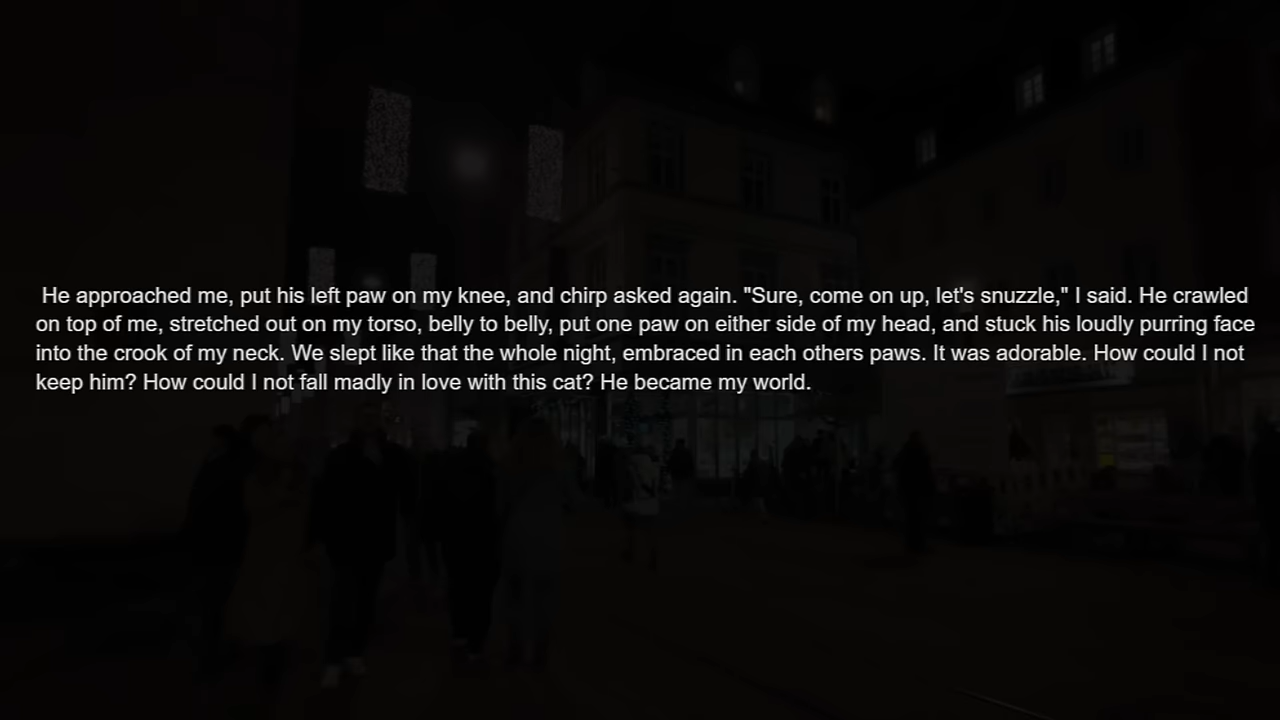 He approached me, put his left paw on my knee, and chirp asked again. "Sure, come on up, let's snuzzle," I said. He crawled
on top of me, stretched out on my torso, belly to belly, put one paw on either side of my head, and stuck his loudly purring face
into the crook of my neck. We slept like that the whole night, embraced in each others paws. It was adorable. How could I not
keep him? How could I not fall madly in love with this cat? He became my world.